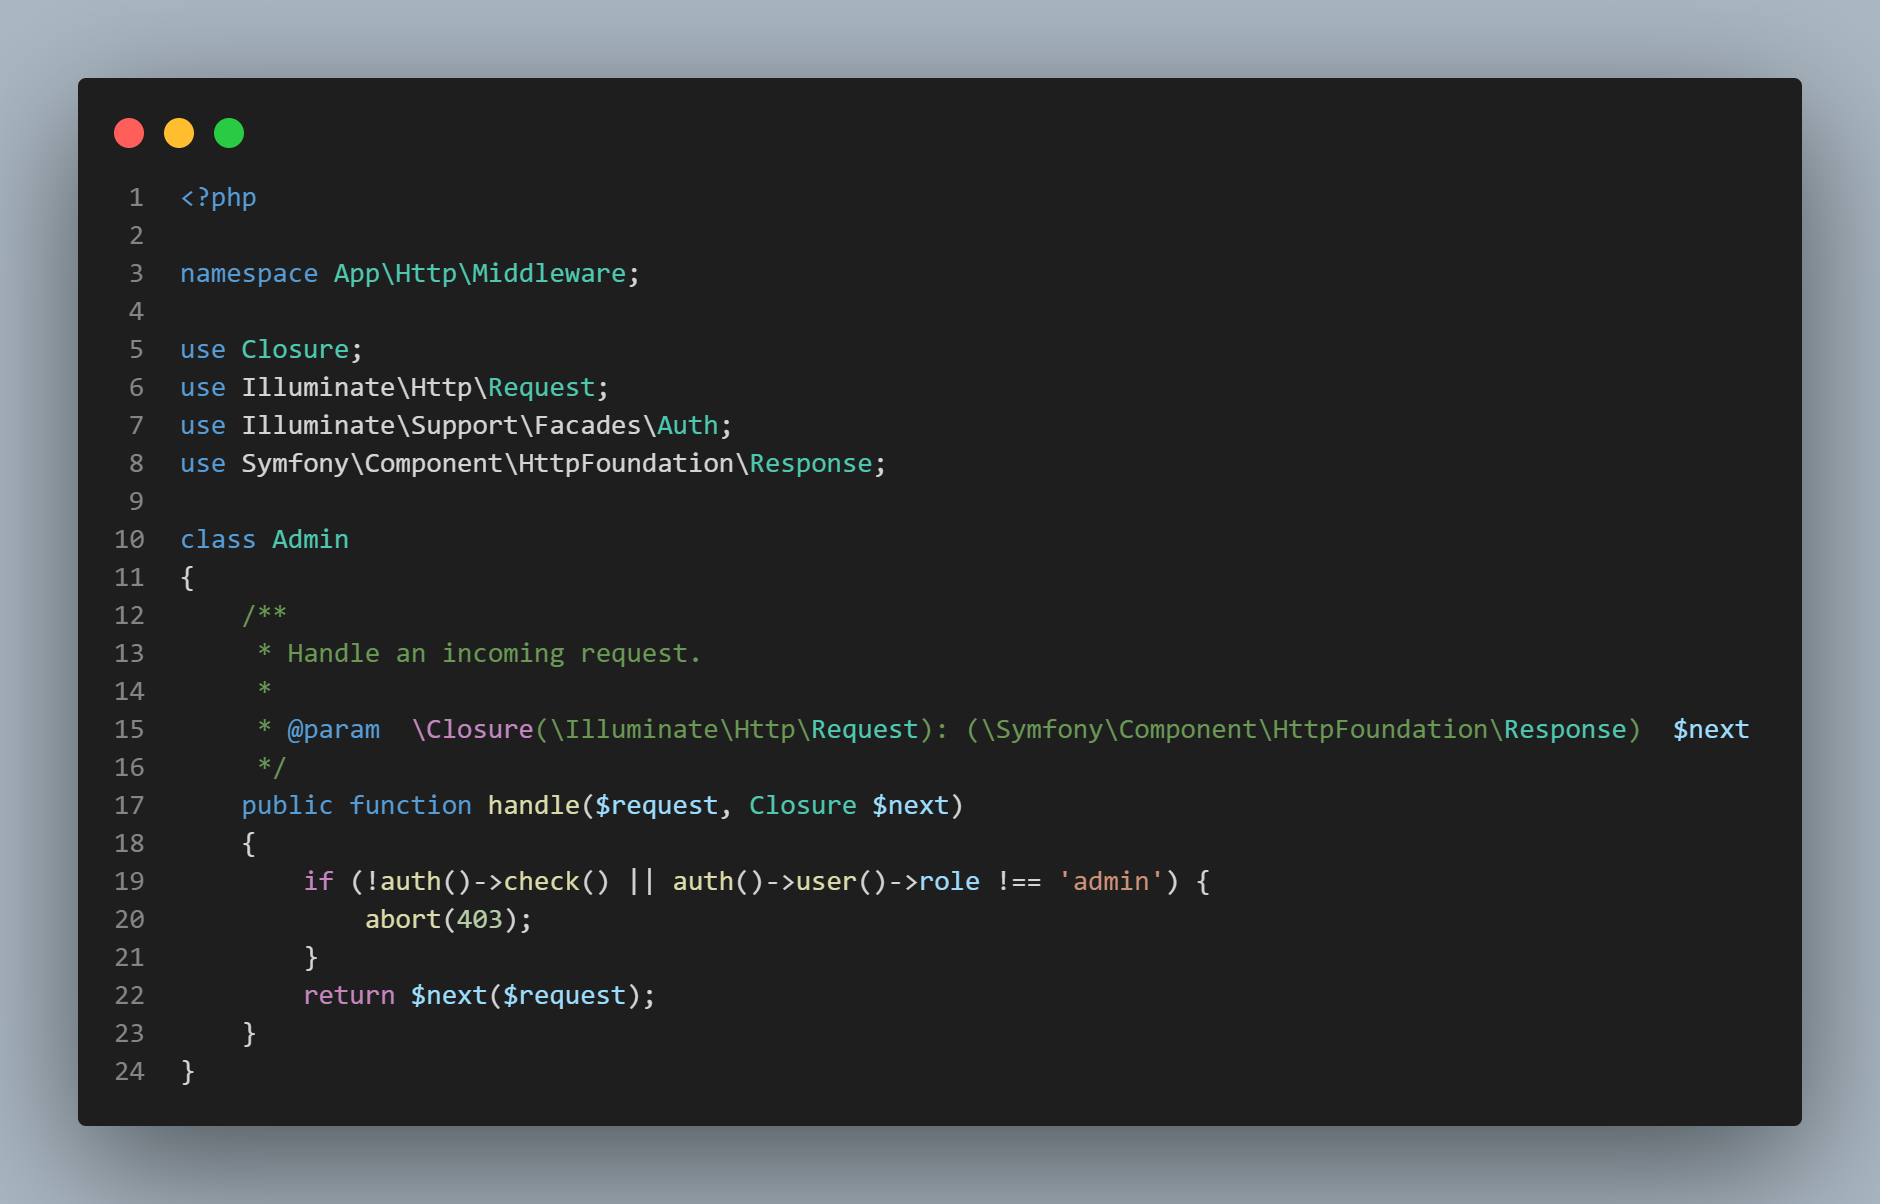 1 <?php
2
3 namespace App\Http\Middleware;
4
5 use Closure;
6 use Illuminate\Http\Request;
7 use Illuminate\Support\Facades\Auth;
8 use Symfony\Component\HttpFoundation\Response;
9
10 class Admin
11 {
12     /**
13      * Handle an incoming request.
14      *
15      * @param  \Closure(\Illuminate\Http\Request): (\Symfony\Component\HttpFoundation\Response)  $next
16      */
17     public function handle($request, Closure $next)
18     {
19         if (!auth()->check() || auth()->user()->role !== 'admin') {
20             abort(403);
21         }
22         return $next($request);
23     }
24 }